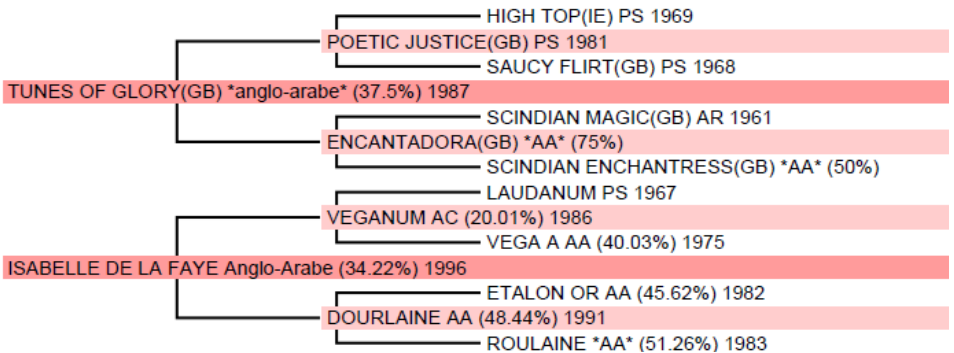 HIGH TOP(IE) PS 1969
POETIC JUSTICE(GB) PS 1981
SAUCY FLIRT(GB) PS 1968
TUNES OF GLORY(GB) *anglo-arabe* (37.5%) 1987
SCINDIAN MAGIC(GB) AR 1961
ENCANTADORA(GB) *AA* (75%)
SCINDIAN ENCHANTRESS(GB) *AA* (50%)
LAUDANUM PS 1967
VEGANUM AC (20.01%) 1986
VEGA A AA (40.03%) 1975
ISABELLE DE LA FAYE Anglo-Arabe (34.22%) 1996
ETALON OR AA (45.62%) 1982
DOURLAINE AA (48.44%) 1991
ROULAINE *AA* (51.26%) 1983